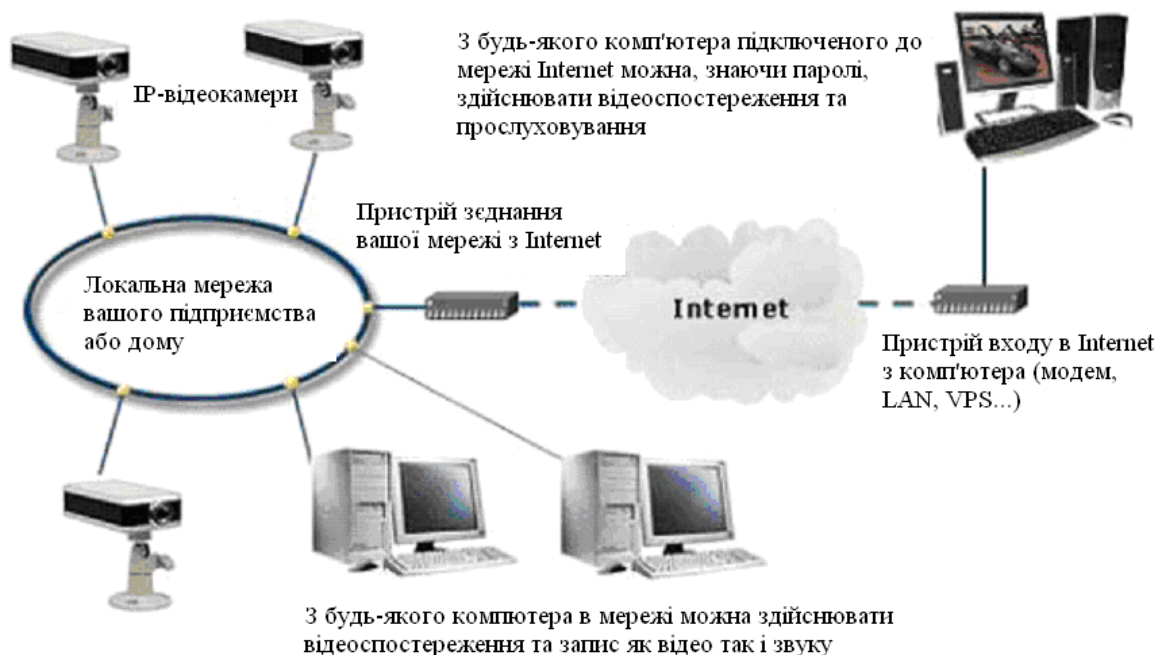 З будь-якого комп'ютера підключеного до
мережі Internet можна, знаючи паролі,
здійснювати відеоспостереження та
прослуховування
IP-відеокамери
Пристрій зєднання
вашої мережі з Internet
Локальна мережа
вашого підприємства
або дому
Internet
Пристрій входу в Internet
з комп'ютера (модем,
LAN, VPS...)
З будь-якого компютера в мережі можна здійснювати
відеоспостереження та запис як відео так і звуку